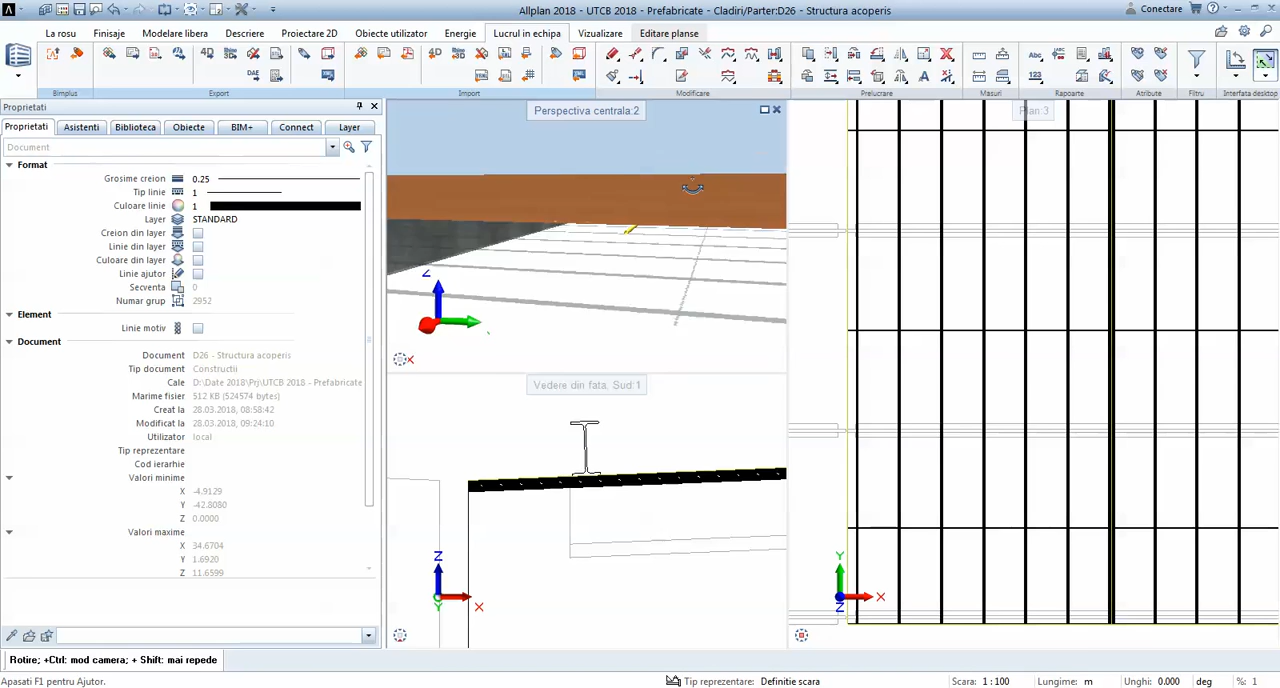 Allplan 2018 - UTCB 2018 - Prefabricate - Cladiri/Parter:D26 - Structura acoperis
Conectare
La rosu
Finisaje
Modelare libera
Descriere
Proiectare 2D
Obiecte utilizator
Energie
Lucrul in echipa
Vizualizare
Editare planse
4D
5D
DAE
4D
5D
Abc
123
Bimplus
Export
Import
Modificare
Prelucrare
Masuri
Rapoarte
Atribute
Filtru
Interfata desktop
Proprietati
Proprietati
Asistenti
Biblioteca
Obiecte
BIM+
Connect
Layer
Document
Format
Grosime creion 0.25
Tip linie 1
Culoare linie 1
Layer STANDARD
Creion din layer
Linie din layer
Culoare din layer
Linie ajutor
Secventa 0
Numar grup 2952
Element
Linie motiv
Document
Document D26 - Structura acoperis
Tip document Constructii
Cale D:\Date 2018\Prj\UTCB 2018 - Prefabricate
Marime fisier 512 KB (524574 bytes)
Creat la 28.03.2018, 08:58:42
Modificat la 28.03.2018, 09:24:10
Utilizator local
Tip reprezentare
Cod ierarhie
Valori minime
X -4.9129
Y -42.8080
Z 0.0000
Valori maxime
X 34.6704
Y 1.6920
Z 11.6599
Perspectiva centrala:2
Z
Vedere din fata, Sud:1
Z
Y
X
Plan:3
Y
Z
X
Rotire; +Ctrl: mod camera; + Shift: mai repede
Apasati F1 pentru Ajutor.
Tip reprezentare: Definitie scara
Scara: 1 : 100
Lungime: m
Unghi: 0.000 deg
%: 1